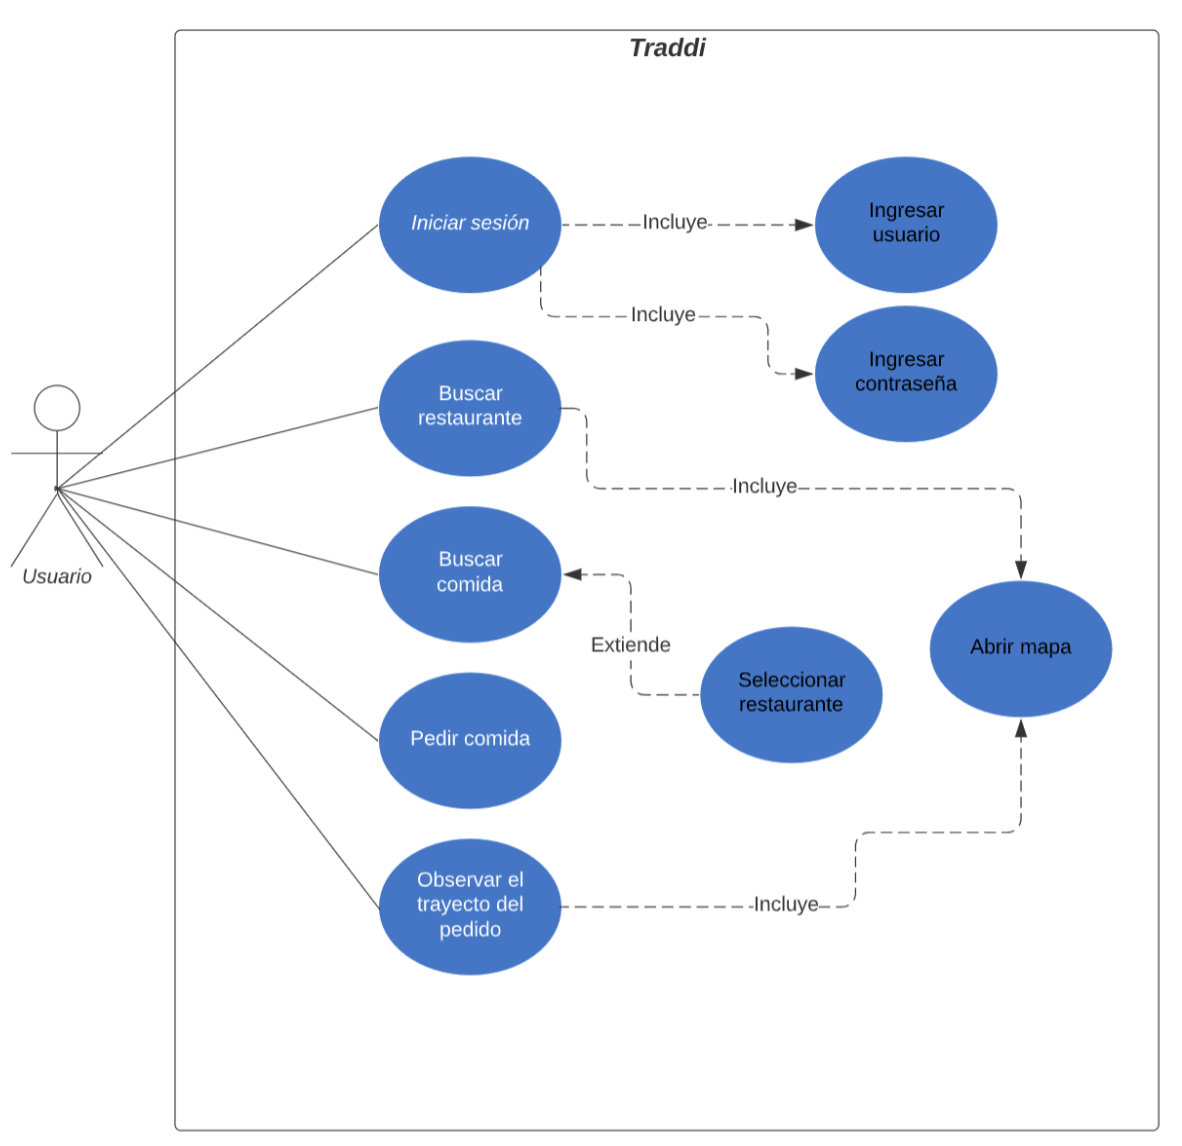 Traddi
Iniciar sesión
Incluye
Ingresar
usuario
Incluye
Ingresar
contraseña
Buscar
restaurante
Incluye
Usuario
Buscar
comida
Extiende
Abrir mapa
Seleccionar
restaurante
Pedir comida
Observar el
trayecto del
pedido
Incluye